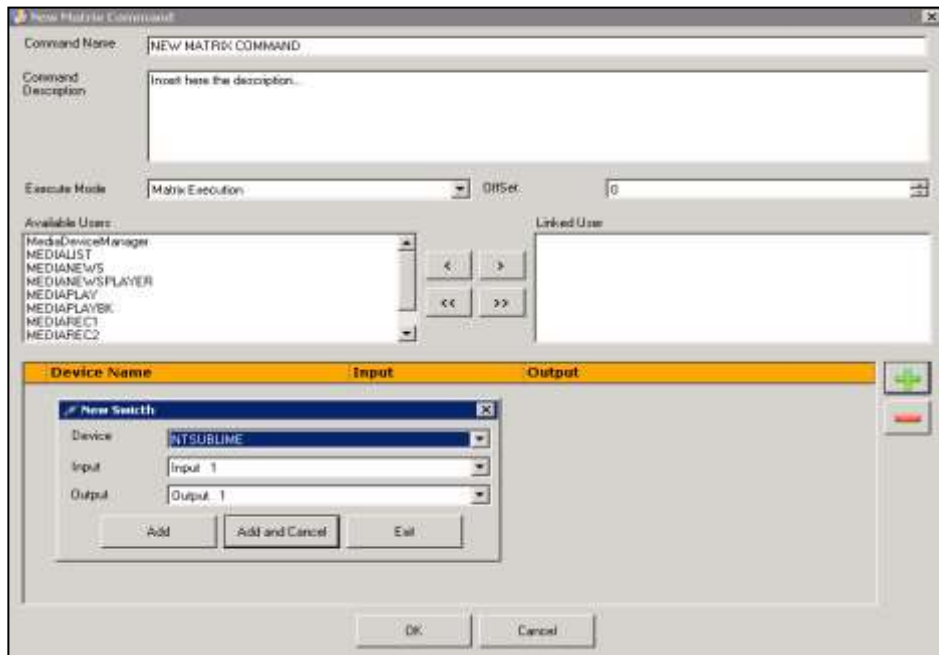 New Matrix Command
Command Name NEW MATRIX COMMAND
Command Description Insert here the description...
Execute Mode Matrix Execution OffSet 0
Available Users Linked User
MediaDeviceManager
MEDIALIST
MEDIANEWS
MEDIANEWSPLAYER
MEDIAPLAY
MEDIAPLAYBK
MEDIAREC1
MEDIAREC2
< >
<< >>
Device Name Input Output
New Swicth
Device NTSUBLIME
Input Input 1
Output Output 1
Add Add and Cancel Exit
OK Cancel